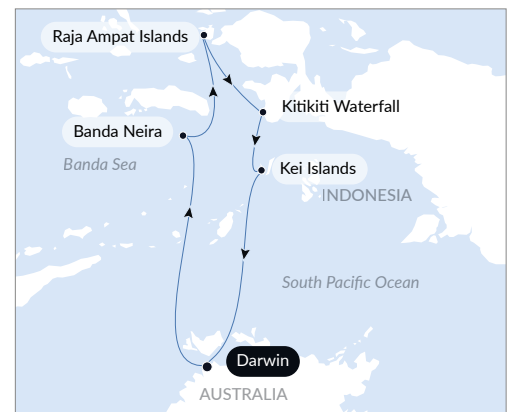 Raja Ampat Islands
Kitikiti Waterfall
Banda Neira
Banda Sea
Kei Islands
INDONESIA
South Pacific Ocean
Darwin
AUSTRALIA